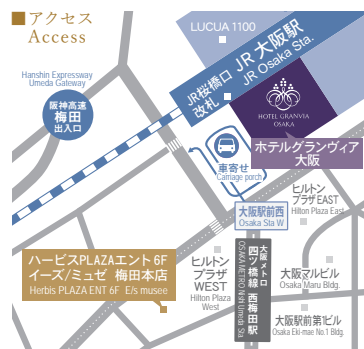 ■アクセス
Access
LUCUA 1100
JR 大阪駅
JR Osaka Sta.
JR桜橋口
改札
Hanshin Expressway
Umeda Gateway
阪神高速
梅田
出入口
HOTEL GRANVIA
OSAKA
ホテルグランヴィア
大阪
車寄せ
Carriage porch
ヒルトン
プラザEAST
Hilton Plaza East
大阪駅前西
Osaka Sta W
ハービスPLAZAエント6F
イーズ/ミュゼ 梅田本店
Herbis PLAZA ENT 6F E/s musee
ヒルトン
プラザ
WEST
Hilton Plaza
West
大阪メトロ
四ツ橋線 西梅田駅
OSAKA METRO Nishi Umeda Sta
大阪マルビル
Osaka Maru Bldg.
大阪駅前第1ビル
Osaka Eki-mae No.1 Bldg.